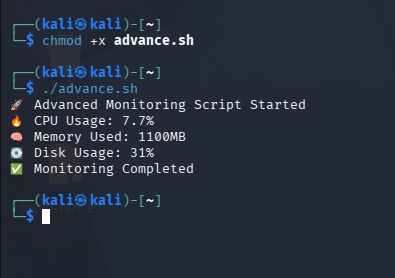 ┌──(kali㉿kali)-[~]
└─$ chmod +x advance.sh
┌──(kali㉿kali)-[~]
└─$ ./advance.sh
🚀 Advanced Monitoring Script Started
🔥 CPU Usage: 7.7%
🧠 Memory Used: 1100MB
💽 Disk Usage: 31%
✅ Monitoring Completed
┌──(kali㉿kali)-[~]
└─$